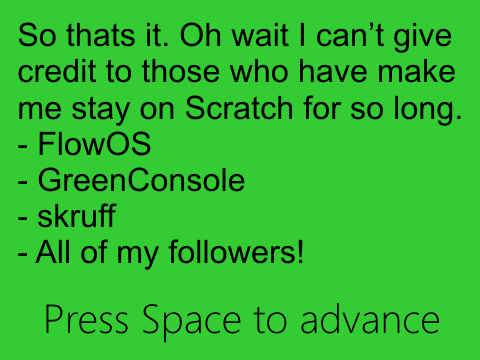 So thats it. Oh wait I can’t give
credit to those who have make
me stay on Scratch for so long.
- FlowOS
- GreenConsole
- skruff
- All of my followers!
Press Space to advance